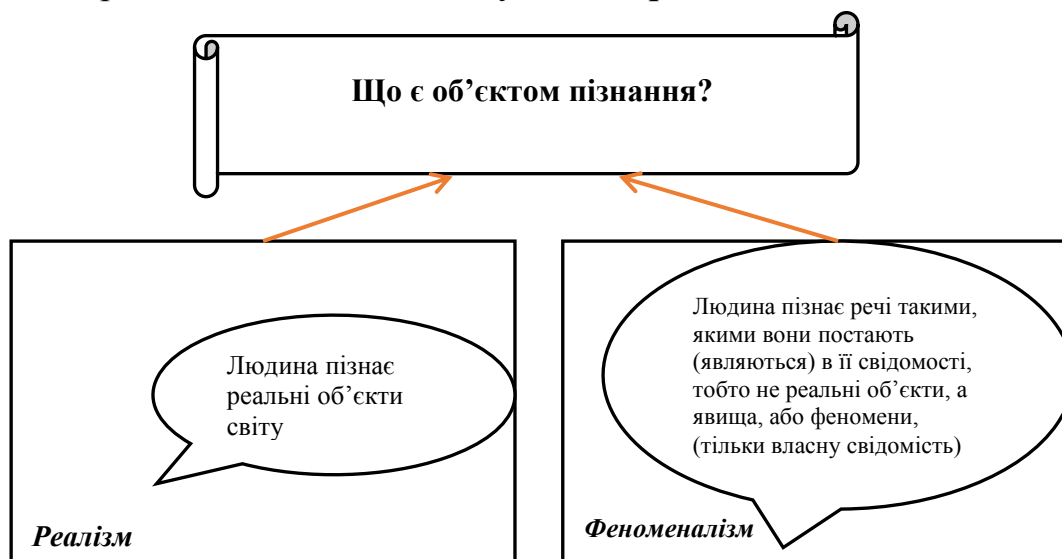 Що є об’єктом пізнання?
Людина пізнає
реальні об’єкти
світу
Реалізм
Людина пізнає речі такими,
якими вони постають
(являються) в її свідомості,
тобто не реальні об’єкти, а
явища, або феномени,
(тільки власну свідомість)
Феноменалізм